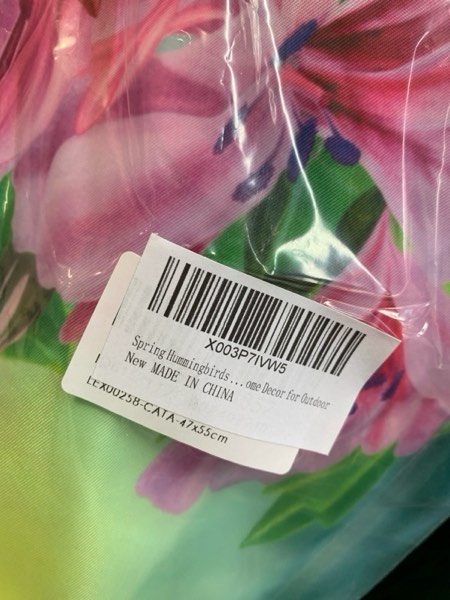 X003P7IVW5
Spring Hummingbirds...ome Decor for Outdoor
New MADE IN CHINA
LEX0025B-CATA-47x55cm